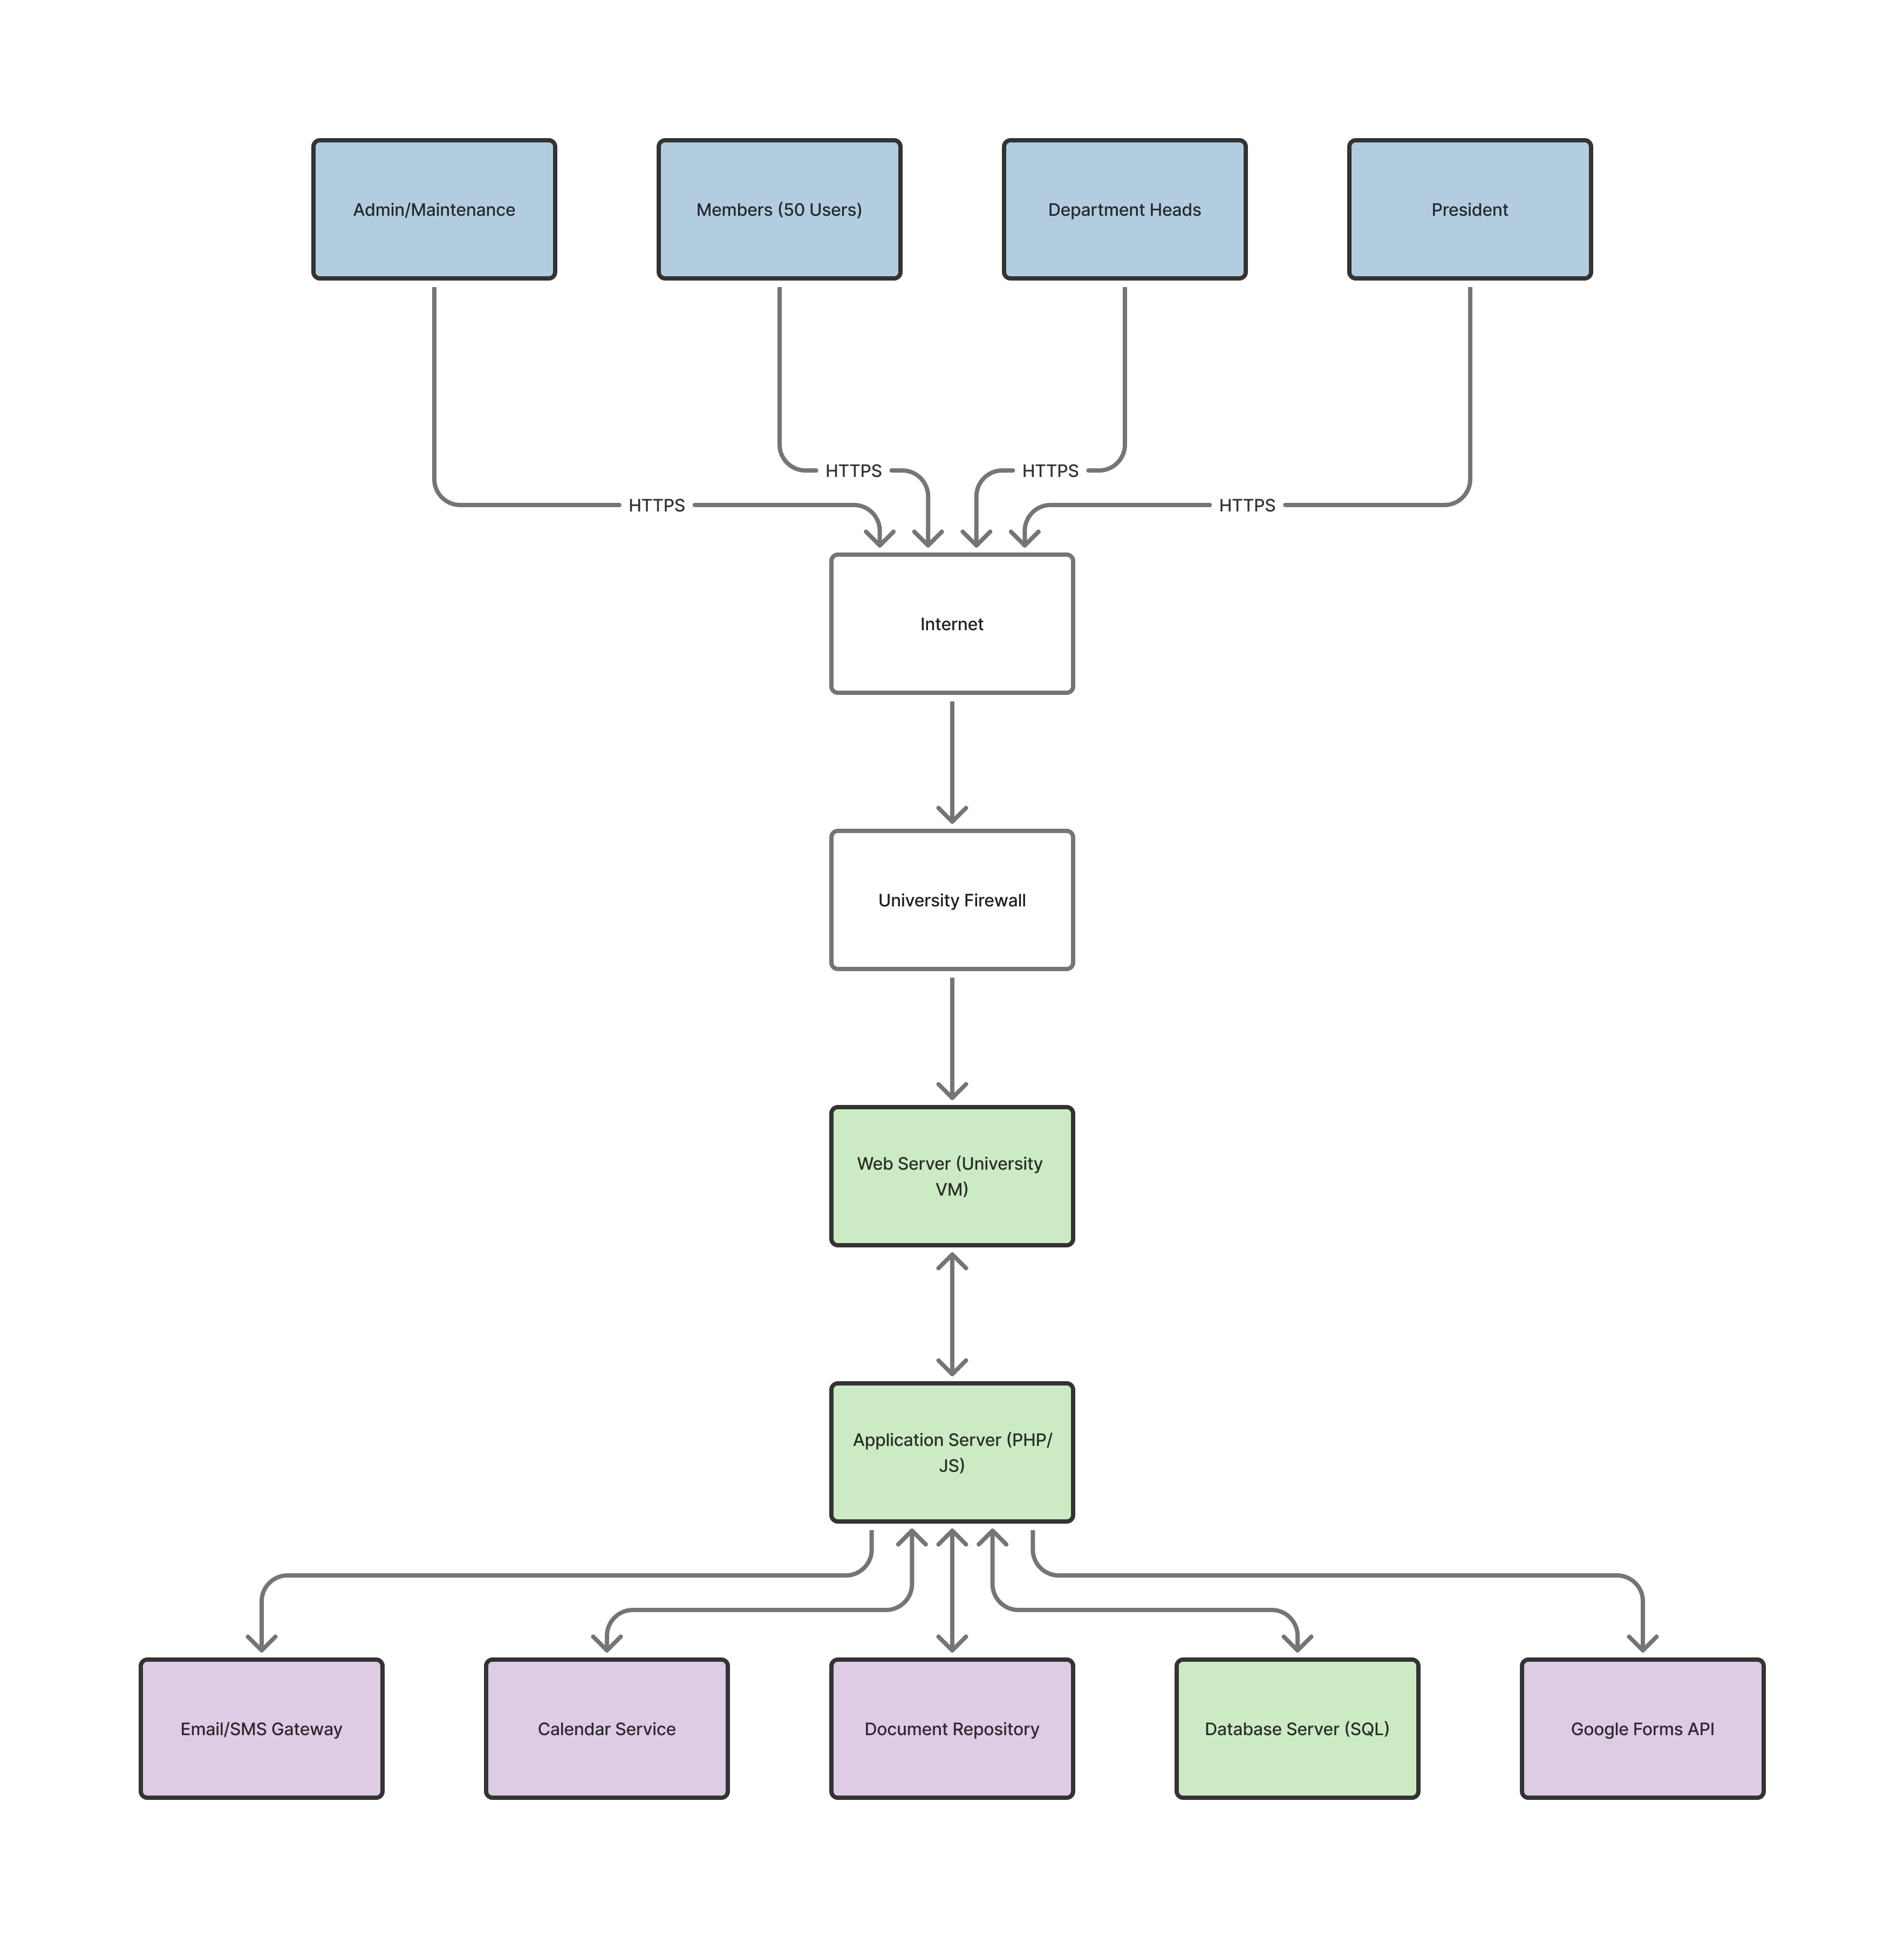 Admin/Maintenance
Members (50 Users)
Department Heads
President
HTTPS
HTTPS
HTTPS
HTTPS
Internet
University Firewall
Web Server (University
VM)
Application Server (PHP/
JS)
Email/SMS Gateway
Calendar Service
Document Repository
Database Server (SQL)
Google Forms API